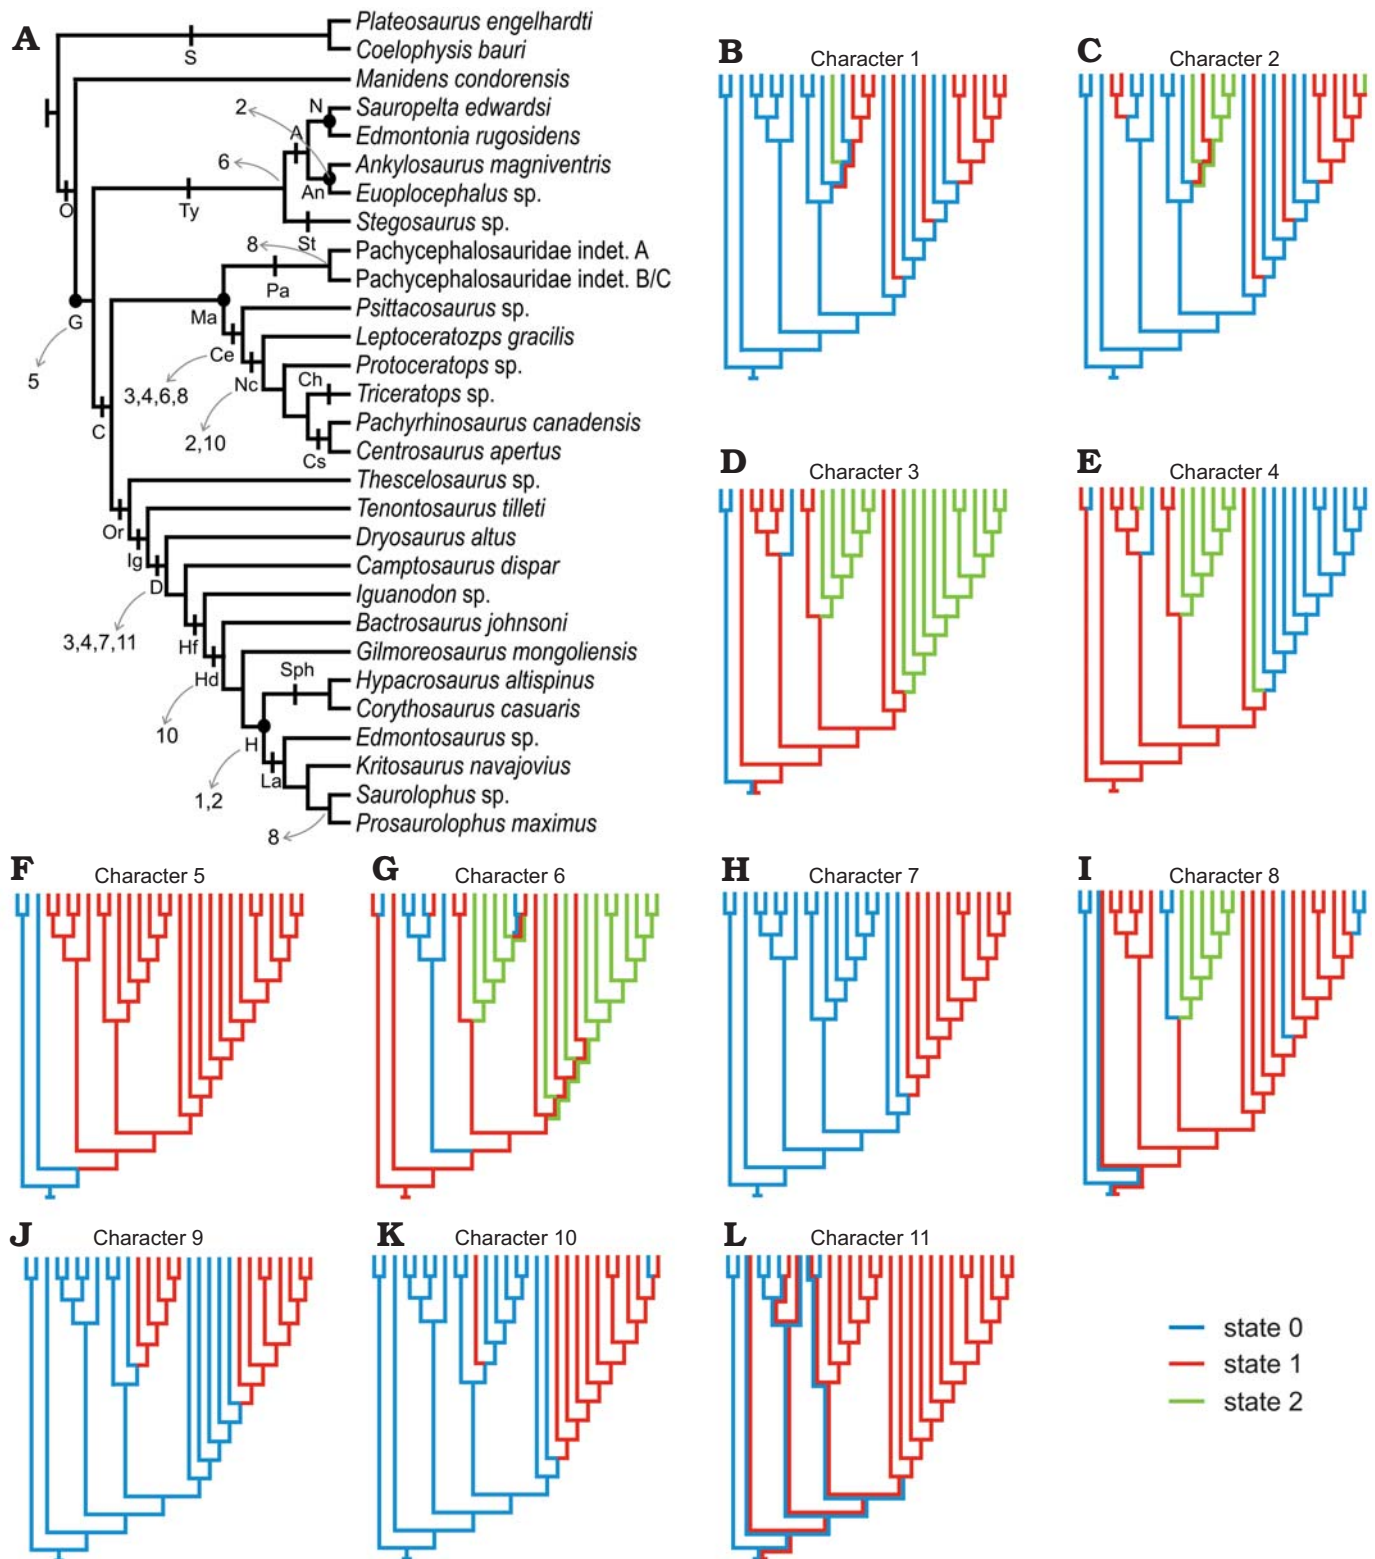 A
Plateosaurus engelhardti
Coelophysis bauri
S
Manidens condorensis
2
N
Sauropelta edwardsi
A
Edmontonia rugosidens
6
Ankylosaurus magniventris
An
Euoplocephalus sp.
O
Ty
Stegosaurus sp.
8
St
Pachycephalosauridae indet. A
Pa
Pachycephalosauridae indet. B/C
G
Ma
Psittacosaurus sp.
Leptoceratozps gracilis
Ce
5
3,4,6,8
Nc
Protoceratops sp.
Ch
Triceratops sp.
C
2,10
Pachyrhinosaurus canadensis
Cs
Centrosaurus apertus
Thescelosaurus sp.
Or
Tenontosaurus tilleti
Ig
Dryosaurus altus
D
Camptosaurus dispar
3,4,7,11
Iguanodon sp.
Hf
Bactrosaurus johnsoni
Hd
Gilmoreosaurus mongoliensis
Sph
Hypacrosaurus altispinus
10
Corythosaurus casuaris
H
Edmontosaurus sp.
La
Kritosaurus navajovius
1,2
Saurolophus sp.
8
Prosaurolophus maximus
B
Character 1
C
Character 2
D
Character 3
E
Character 4
F
Character 5
G
Character 6
H
Character 7
I
Character 8
J
Character 9
K
Character 10
L
Character 11
state 0
state 1
state 2